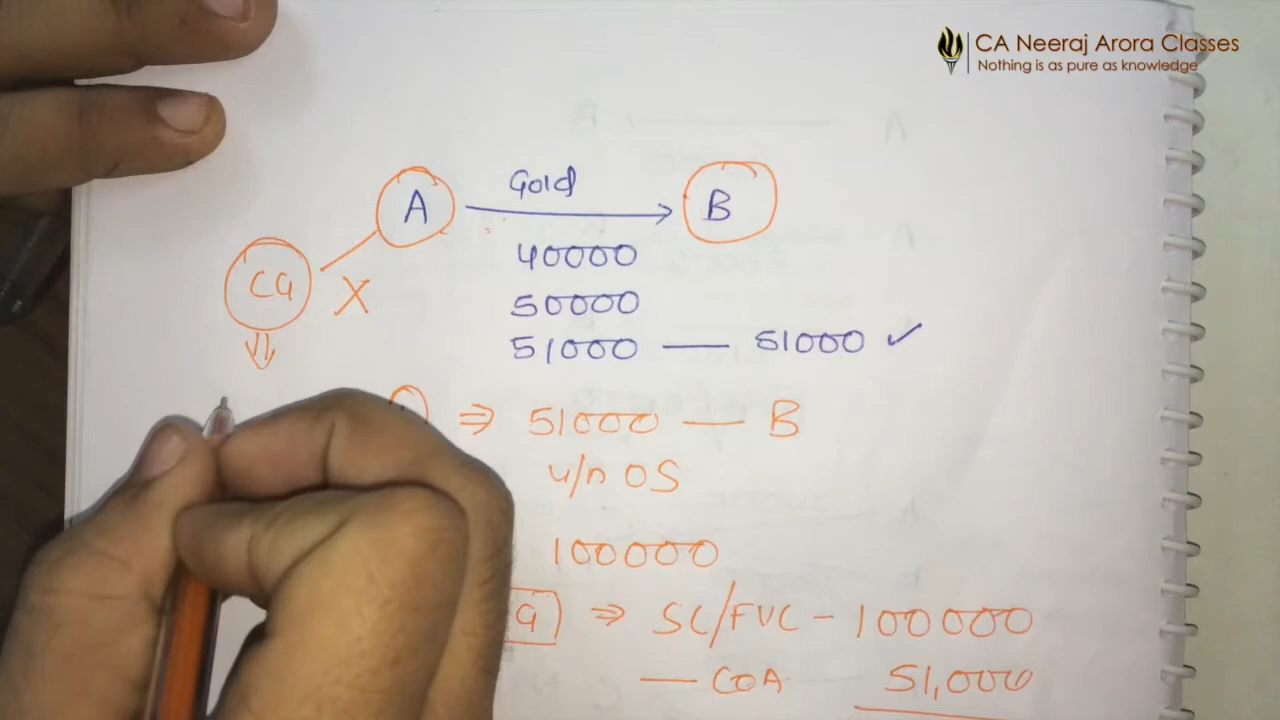 CA Neeraj Arora Classes
Nothing is as pure as knowledge
Gold
A B
40000
CG X
50000
51000 — 51000 ✓
⇒ 51000 — B
u/n OS
100000
G ⇒ SC/FVC - 100000
— COA 51,000